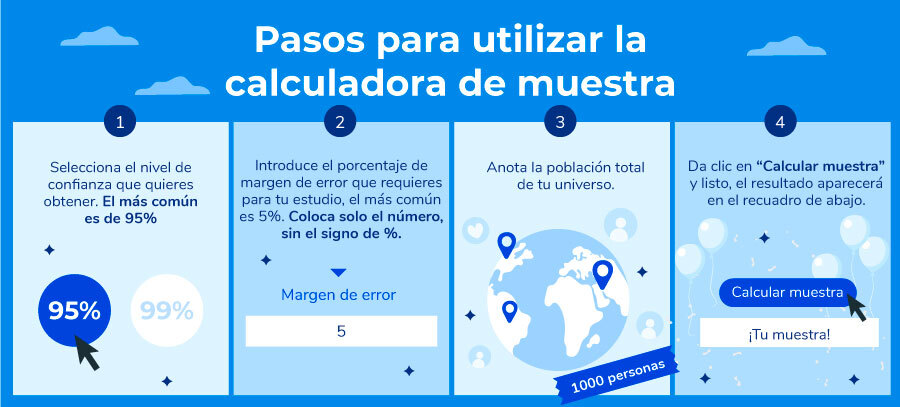 Pasos para utilizar la
calculadora de muestra
1
Selecciona el nivel de
confianza que quieres
obtener. El más común
es de 95%
95%
99%
2
Introduce el porcentaje de
margen de error que requieres
para tu estudio, el más común
es 5%. Coloca solo el número,
sin el signo de %.
Margen de error
5
3
Anota la población total
de tu universo.
1000 personas
4
Da clic en “Calcular muestra”
y listo, el resultado aparecerá
en el recuadro de abajo.
Calcular muestra
¡Tu muestra!